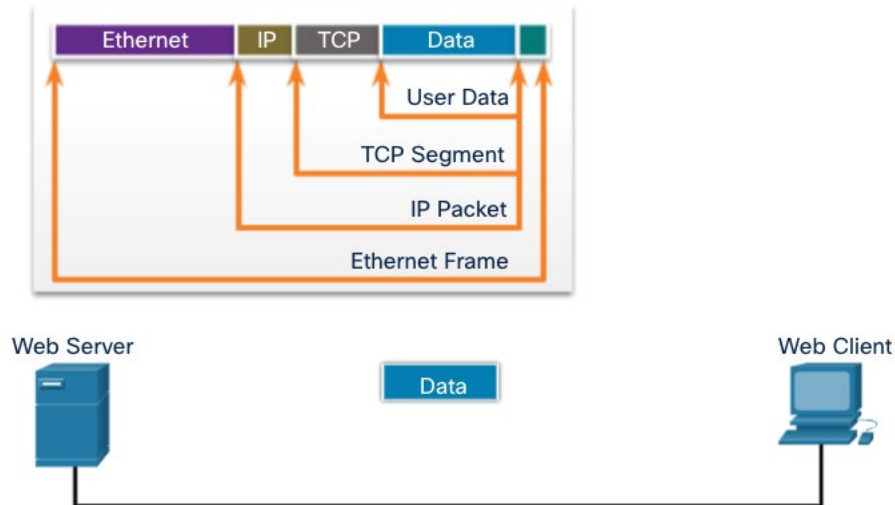 Ethernet IP TCP Data
User Data
TCP Segment
IP Packet
Ethernet Frame
Web Server
Web Client
Data